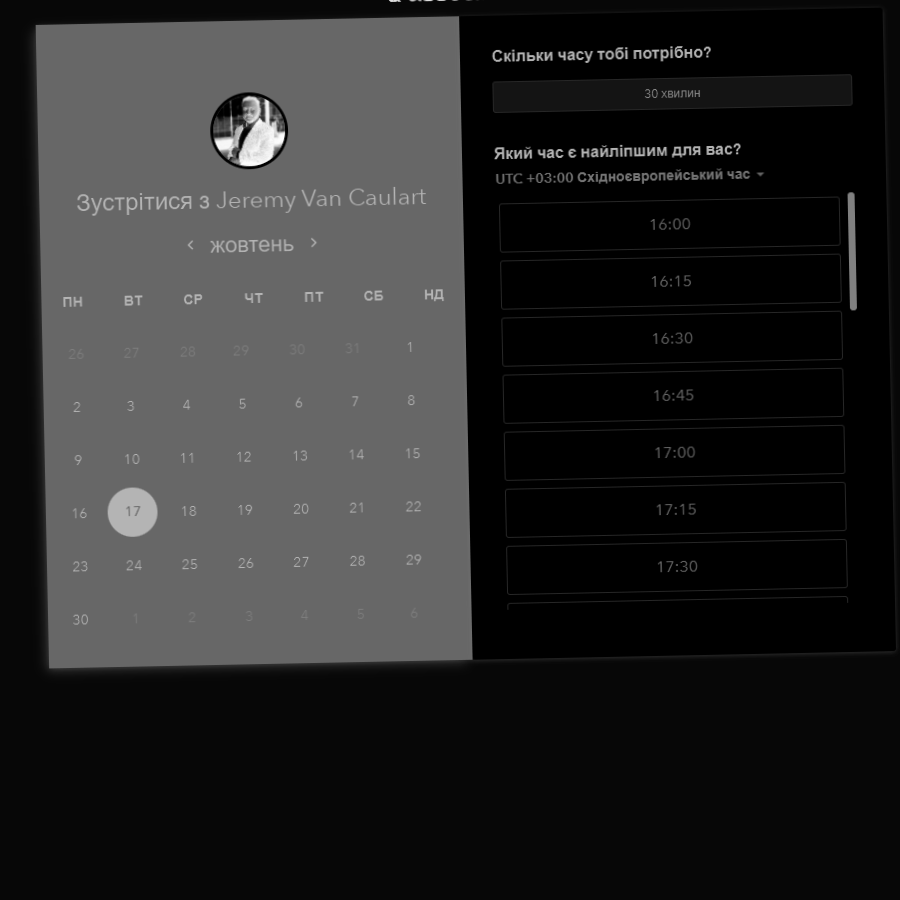 Зустрітися з Jeremy Van Caulart
жовтень
ПН ВТ СР ЧТ ПТ СБ НД
26 27 28 29 30 31 1
2 3 4 5 6 7 8
9 10 11 12 13 14 15
16 17 18 19 20 21 22
23 24 25 26 27 28 29
30 1 2 3 4 5 6
Скільки часу тобі потрібно?
30 хвилин
Який час є найліпшим для вас?
UTC +03:00 Східноєвропейський час
16:00
16:15
16:30
16:45
17:00
17:15
17:30